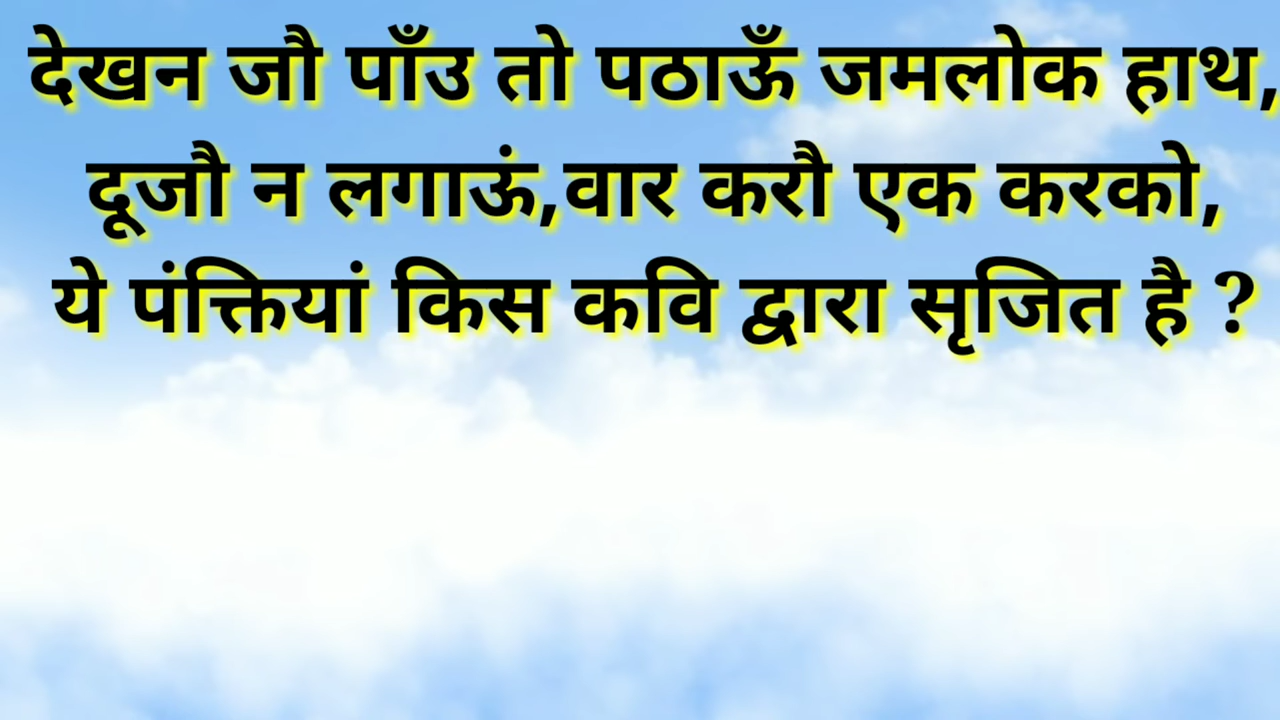 देखन जौ पाँउ तो पठाऊँ जमलोक हाथ,
दूजौ न लगाऊं,वार करौ एक करको,
ये पंक्तियां किस कवि द्वारा सृजित है ?